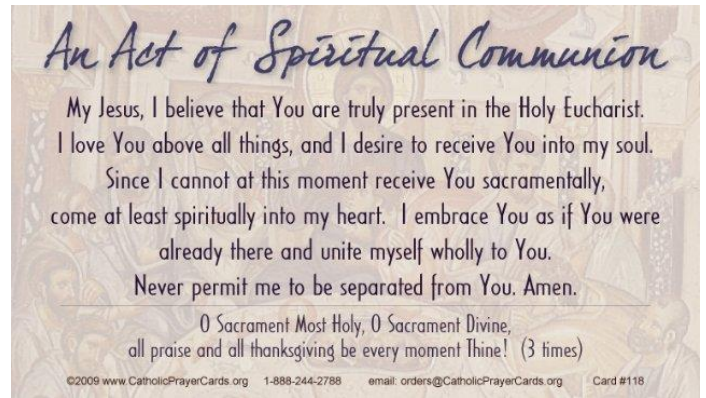 An Act of Spiritual Communion
My Jesus, I believe that You are truly present in the Holy Eucharist.
I love You above all things, and I desire to receive You into my soul.
Since I cannot at this moment receive You sacramentally,
come at least spiritually into my heart. I embrace You as if You were
already there and unite myself wholly to You.
Never permit me to be separated from You. Amen.
O Sacrament Most Holy, O Sacrament Divine,
all praise and all thanksgiving be every moment Thine! (3 times)
©2009 www.CatholicPrayerCards.org 1-888-244-2788 email: orders@CatholicPrayerCards.org Card #118